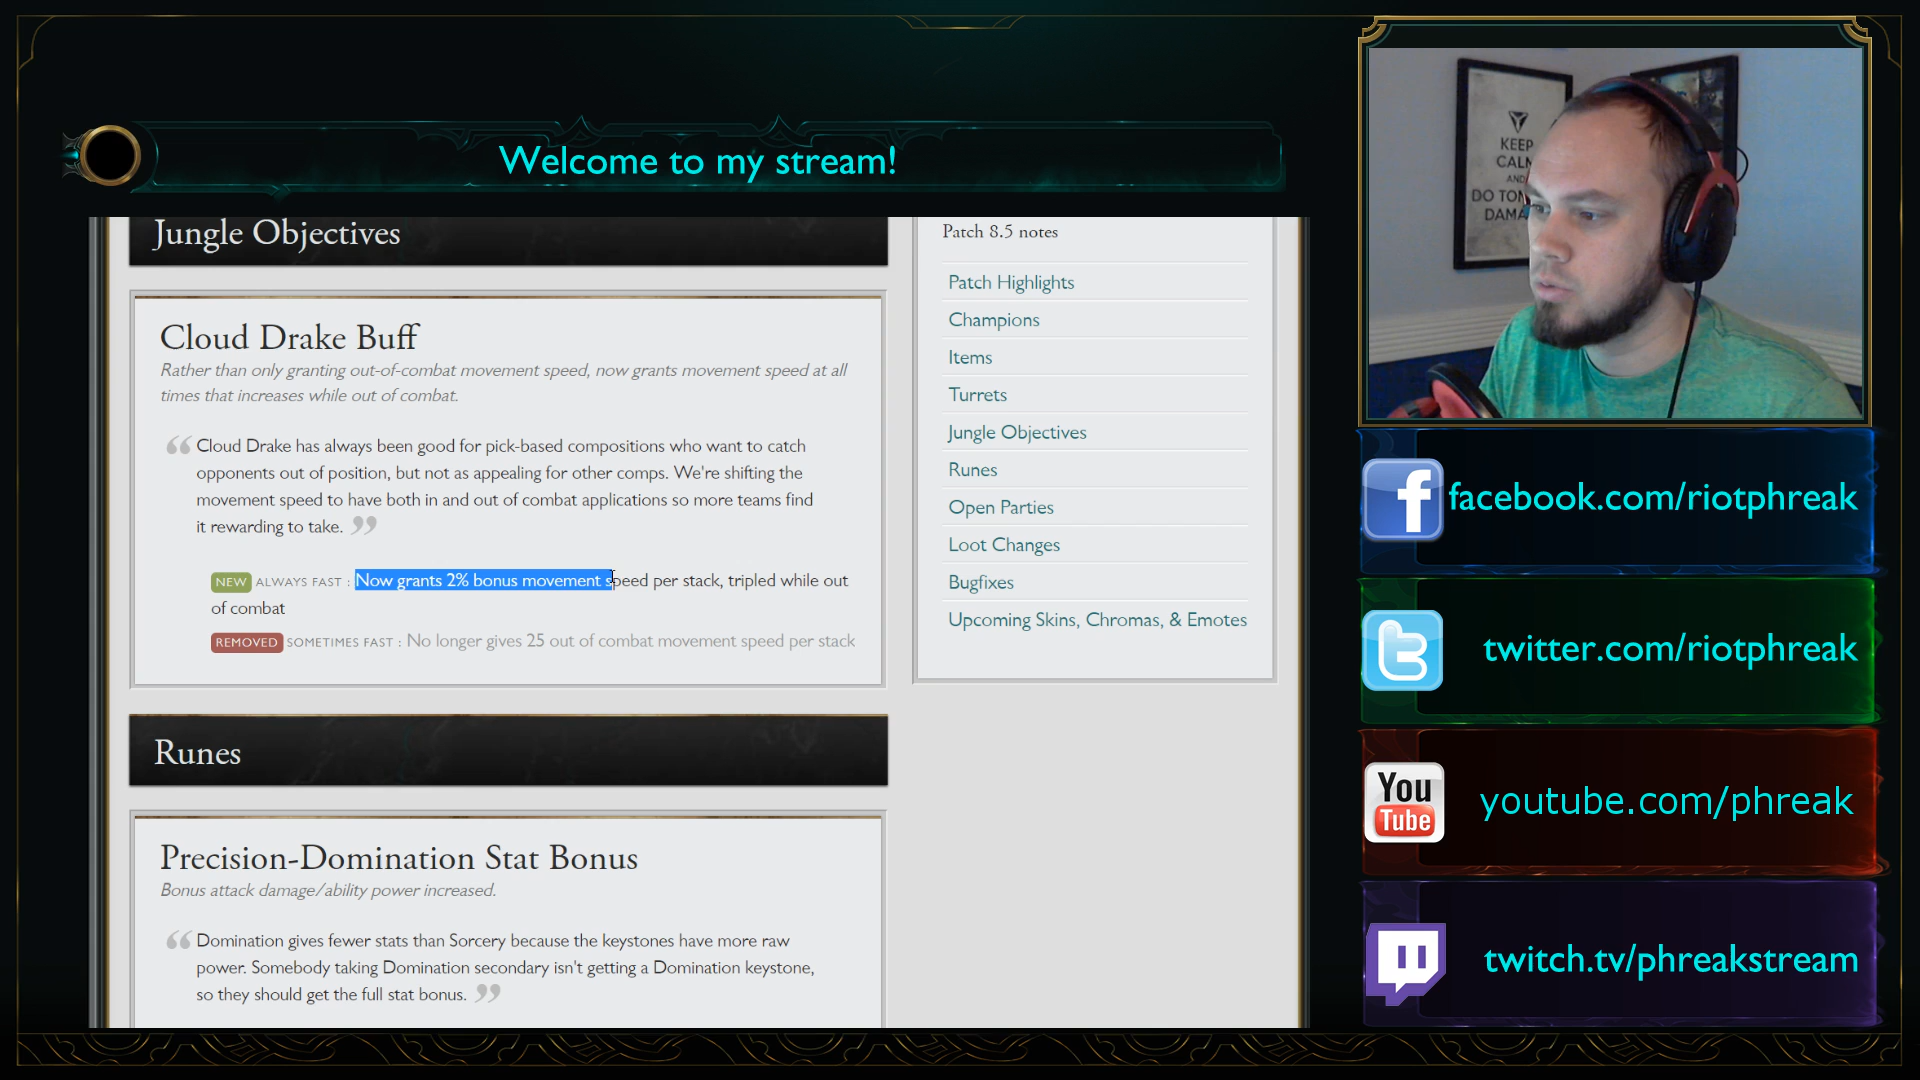 Welcome to my stream!
Jungle Objectives
Cloud Drake Buff
Rather than only granting out-of-combat movement speed, now grants movement speed at all
times that increases while out of combat.
“ Cloud Drake has always been good for pick-based compositions who want to catch
opponents out of position, but not as appealing for other comps. We're shifting the
movement speed to have both in and out of combat applications so more teams find
it rewarding to take. ”
NEW ALWAYS FAST : Now grants 2% bonus movement speed per stack, tripled while out
of combat
REMOVED SOMETIMES FAST : No longer gives 25 out of combat movement speed per stack
Runes
Precision-Domination Stat Bonus
Bonus attack damage/ability power increased.
“ Domination gives fewer stats than Sorcery because the keystones have more raw
power. Somebody taking Domination secondary isn't getting a Domination keystone,
so they should get the full stat bonus. ”
Patch 8.5 notes
Patch Highlights
Champions
Items
Turrets
Jungle Objectives
Runes
Open Parties
Loot Changes
Bugfixes
Upcoming Skins, Chromas, & Emotes
KEEP
CALM
AND
DO TON
DAMA
facebook.com/riotphreak
twitter.com/riotphreak
You
Tube
youtube.com/phreak
twitch.tv/phreakstream